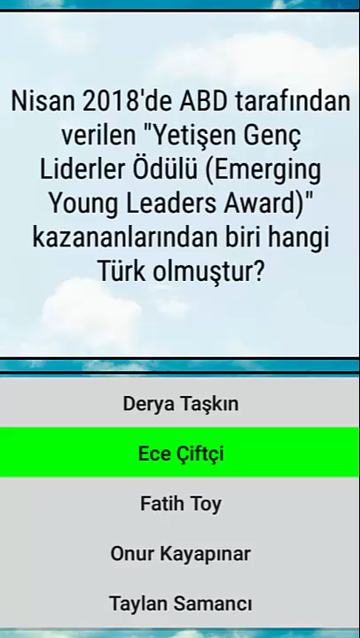 Nisan 2018'de ABD tarafından
verilen "Yetişen Genç
Liderler Ödülü (Emerging
Young Leaders Award)"
kazananlarından biri hangi
Türk olmuştur?
Derya Taşkın
Ece Çiftçi
Fatih Toy
Onur Kayapınar
Taylan Samancı